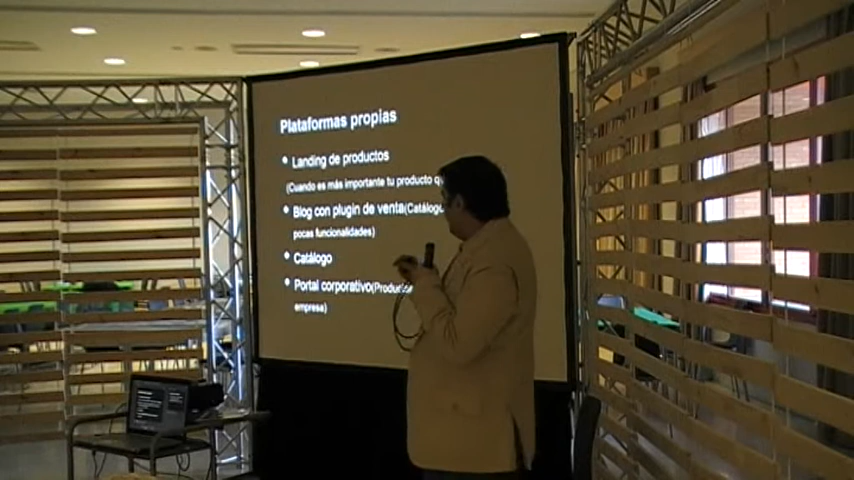 Plataformas propias
Landing de productos
(Cuando es más importante tu producto q
Blog con plugin de venta(Catálogo
pocas funcionalidades)
Catálogo
Portal corporativo(Producto
empresa)